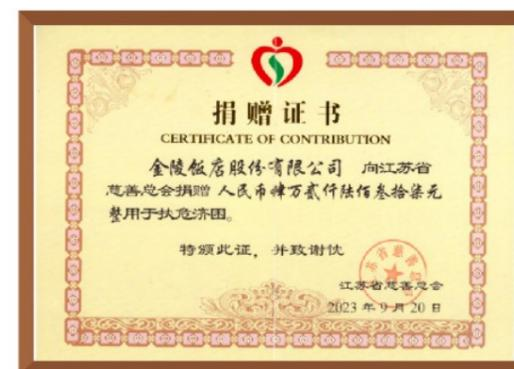 捐赠证书
CERTIFICATE OF CONTRIBUTION
金陵饭店股份有限公司 向江苏省
慈善总会捐赠 人民币肆万贰仟陆佰叁拾柒元
整用于扶危济困。
特颁此证，并致谢忱
江苏省慈善总会
2023 年 9 月 20 日